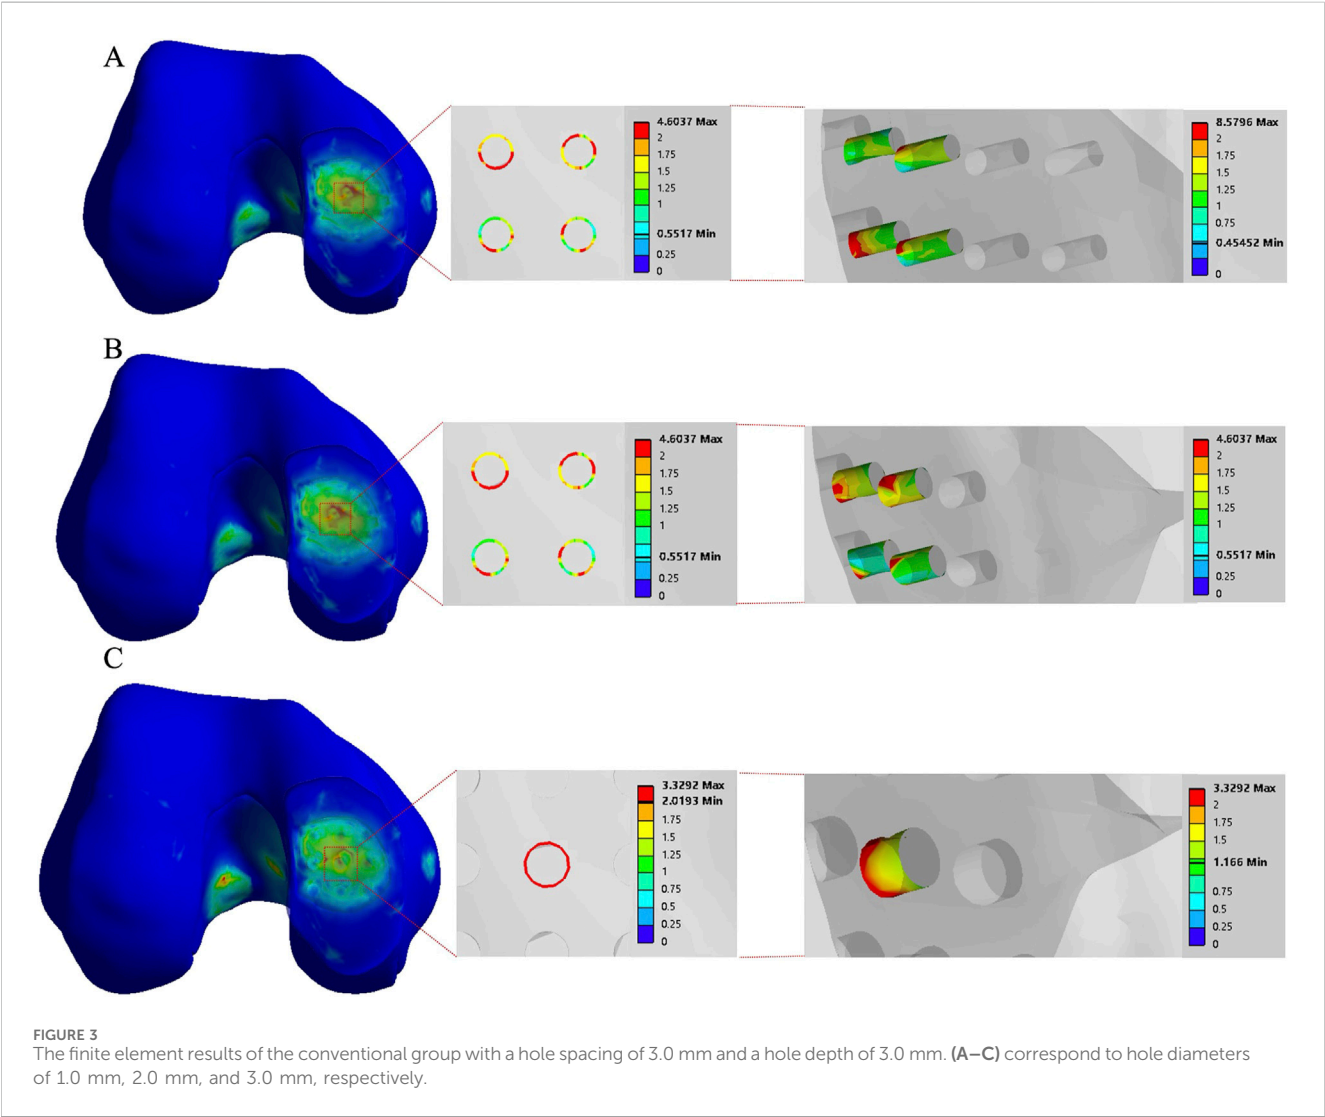 A
4.6037 Max
2
1.75
1.5
1.25
1
0.5517 Min
0.25
0
8.5796 Max
2
1.75
1.5
1.25
1
0.75
0.45452 Min
0
B
4.6037 Max
2
1.75
1.5
1.25
1
0.5517 Min
0.25
0
4.6037 Max
2
1.75
1.5
1.25
1
0.5517 Min
0.25
0
C
3.3292 Max
2.0193 Min
1.75
1.5
1.25
1
0.75
0.5
0.25
0
3.3292 Max
2
1.75
1.5
1.166 Min
0.75
0.5
0.25
0
FIGURE 3
The finite element results of the conventional group with a hole spacing of 3.0 mm and a hole depth of 3.0 mm. (A–C) correspond to hole diameters
of 1.0 mm, 2.0 mm, and 3.0 mm, respectively.